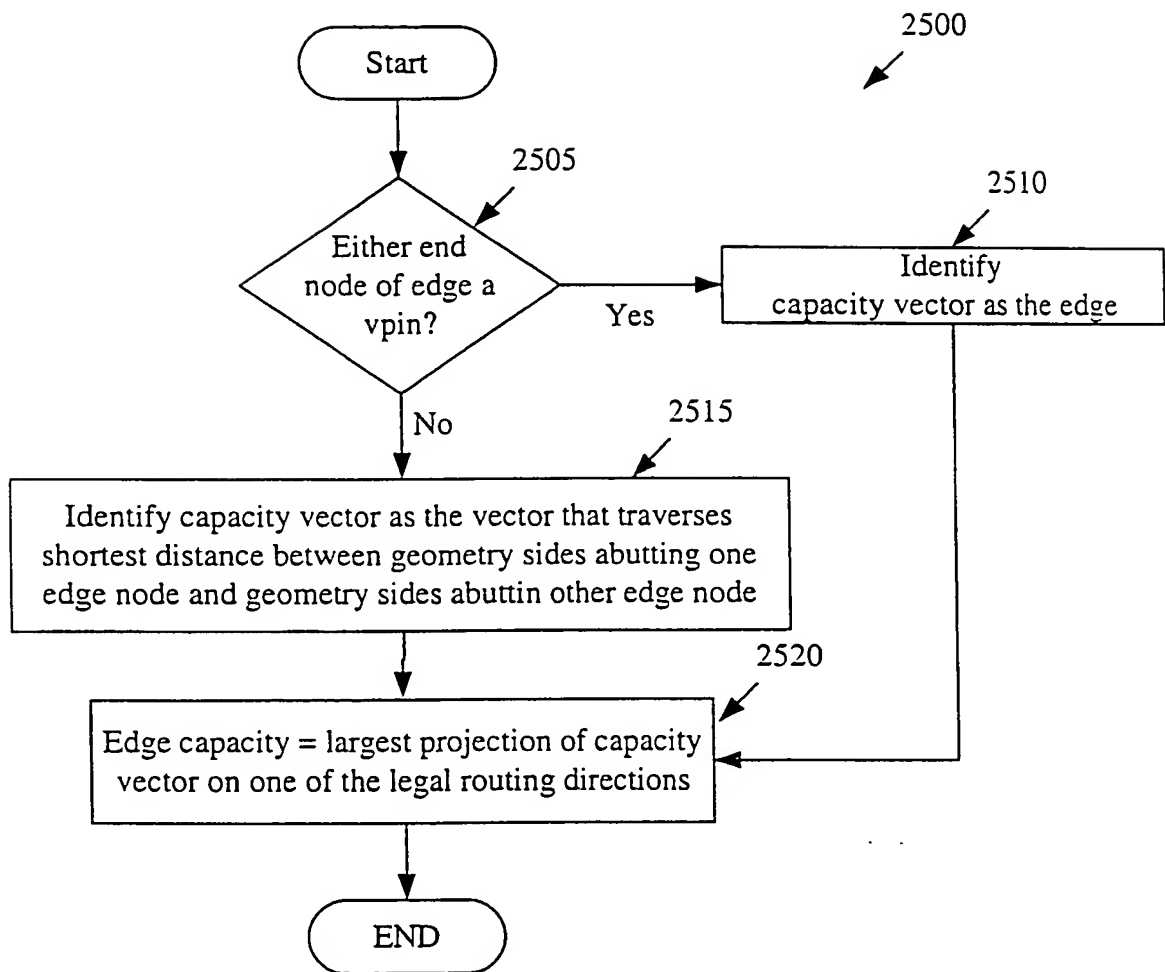 2500
Start
2505
Either end
node of edge a
vpin?
2510
Identify
capacity vector as the edge
Yes
No
2515
Identify capacity vector as the vector that traverses
shortest distance between geometry sides abutting one
edge node and geometry sides abuttin other edge node
2520
Edge capacity = largest projection of capacity
vector on one of the legal routing directions
END